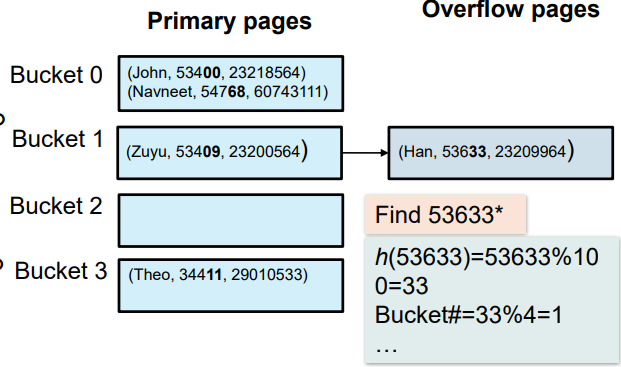 Primary pages
Overflow pages
Bucket 0
(John, 53400, 23218564)
(Navneet, 54768, 60743111)
Bucket 1
(Zuyu, 53409, 23200564)
(Han, 53633, 23209964)
Bucket 2
Find 53633*
h(53633)=53633%10
0=33
Bucket#=33%4=1
…
Bucket 3
(Theo, 34411, 29010533)